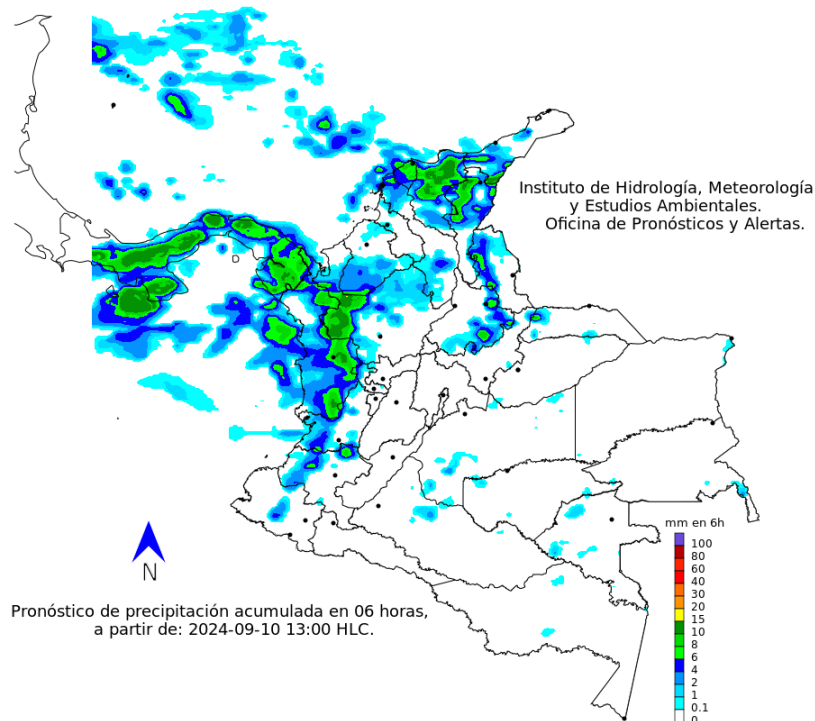 Instituto de Hidrología, Meteorología
y Estudios Ambientales.
Oficina de Pronósticos y Alertas.
N
Pronóstico de precipitación acumulada en 06 horas,
a partir de: 2024-09-10 13:00 HLC.
mm en 6h
100
80
60
40
30
20
15
10
8
6
4
2
1
0.1
0